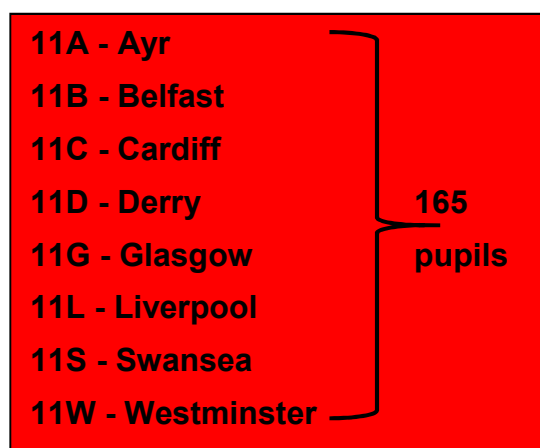 11A - Ayr
11B - Belfast
11C - Cardiff
11D - Derry
11G - Glasgow
11L - Liverpool
11S - Swansea
11W - Westminster
165
pupils